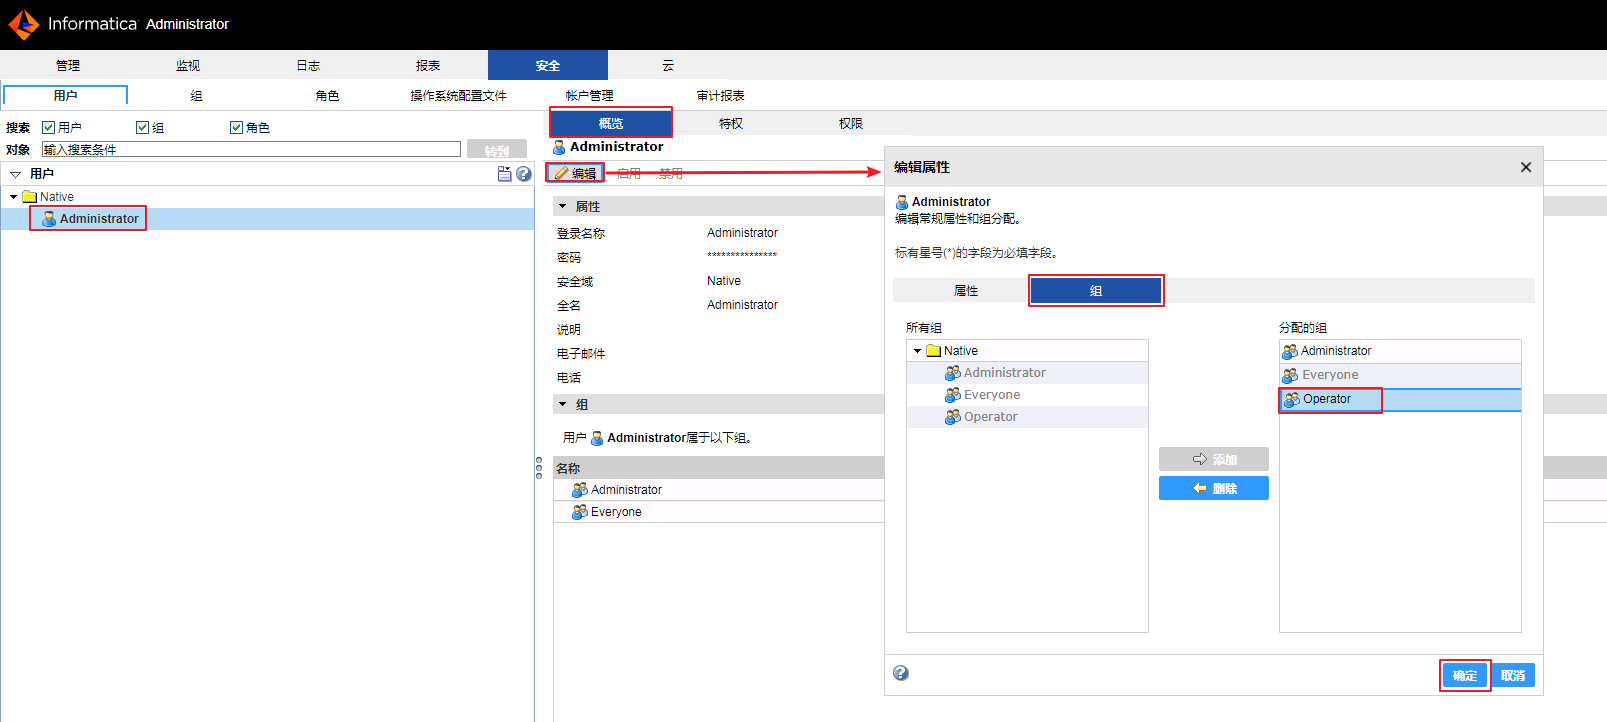 Informatica Administrator
管理 监视 日志 报表 安全 云
用户 组 角色 操作系统配置文件 帐户管理 审计报表
搜索 用户 组 角色
对象 输入搜索条件 转到
用户
Native
Administrator
概览 特权 权限
Administrator
编辑 启用 禁用
属性
登录名称 Administrator
密码 **************
安全域 Native
全名 Administrator
说明
电子邮件
电话
组
用户 Administrator属于以下组。
名称
Administrator
Everyone
编辑属性
Administrator
编辑常规属性和组分配。
标有星号(*)的字段为必填字段。
属性 组
所有组
Native
Administrator
Everyone
Operator
添加
删除
分配的组
Administrator
Everyone
Operator
确定 取消